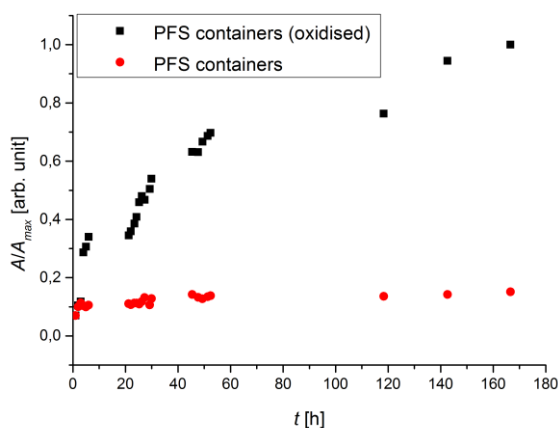 PFS containers (oxidised)
PFS containers
1,0
0,8
0,6
0,4
0,2
0,0
A/A_max [arb. unit]
0 20 40 60 80 100 120 140 160 180
t [h]